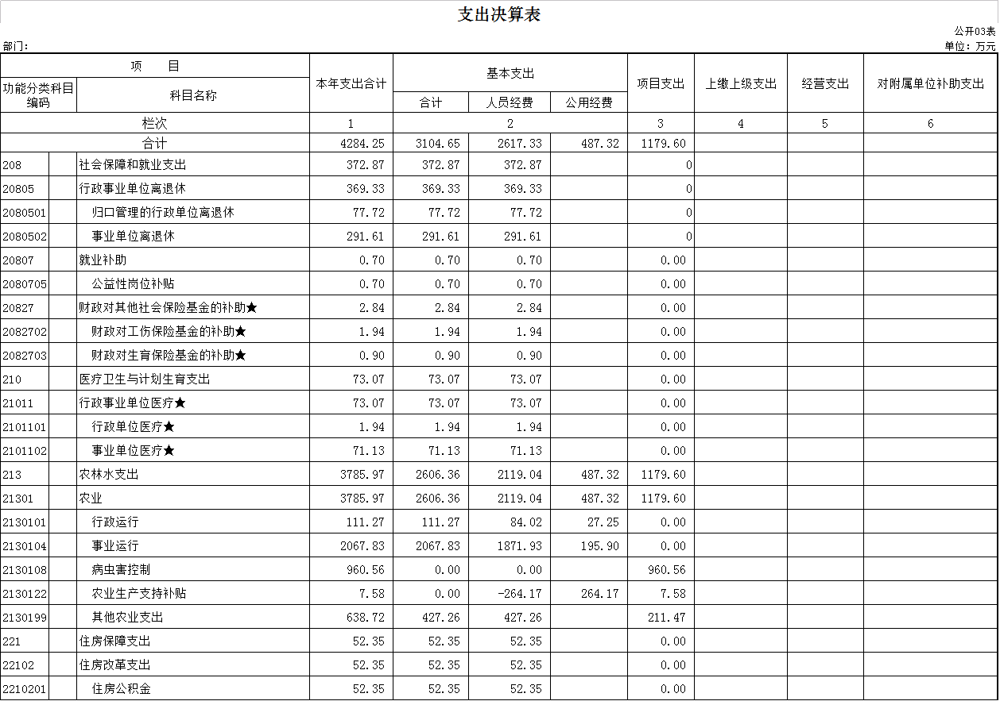 支出决算表
公开03表
部门： 单位：万元
项 目 本年支出合计 基本支出 项目支出 上缴上级支出 经营支出 对附属单位补助支出
功能分类科目编码 科目名称 合计 人员经费 公用经费
栏次 1 2 3 4 5 6
合计 4284.25 3104.65 2617.33 487.32 1179.60
208 社会保障和就业支出 372.87 372.87 372.87 0
20805 行政事业单位离退休 369.33 369.33 369.33 0
2080501 归口管理的行政单位离退休 77.72 77.72 77.72 0
2080502 事业单位离退休 291.61 291.61 291.61 0
20807 就业补助 0.70 0.70 0.70 0.00
2080705 公益性岗位补贴 0.70 0.70 0.70 0.00
20827 财政对其他社会保险基金的补助★ 2.84 2.84 2.84 0.00
2082702 财政对工伤保险基金的补助★ 1.94 1.94 1.94 0.00
2082703 财政对生育保险基金的补助★ 0.90 0.90 0.90 0.00
210 医疗卫生与计划生育支出 73.07 73.07 73.07 0.00
21011 行政事业单位医疗★ 73.07 73.07 73.07 0.00
2101101 行政单位医疗★ 1.94 1.94 1.94 0.00
2101102 事业单位医疗★ 71.13 71.13 71.13 0.00
213 农林水支出 3785.97 2606.36 2119.04 487.32 1179.60
21301 农业 3785.97 2606.36 2119.04 487.32 1179.60
2130101 行政运行 111.27 111.27 84.02 27.25 0.00
2130104 事业运行 2067.83 2067.83 1871.93 195.90 0.00
2130108 病虫害控制 960.56 0.00 0.00 960.56
2130122 农业生产支持补贴 7.58 0.00 -264.17 264.17 7.58
2130199 其他农业支出 638.72 427.26 427.26 211.47
221 住房保障支出 52.35 52.35 52.35 0.00
22102 住房改革支出 52.35 52.35 52.35 0.00
2210201 住房公积金 52.35 52.35 52.35 0.00